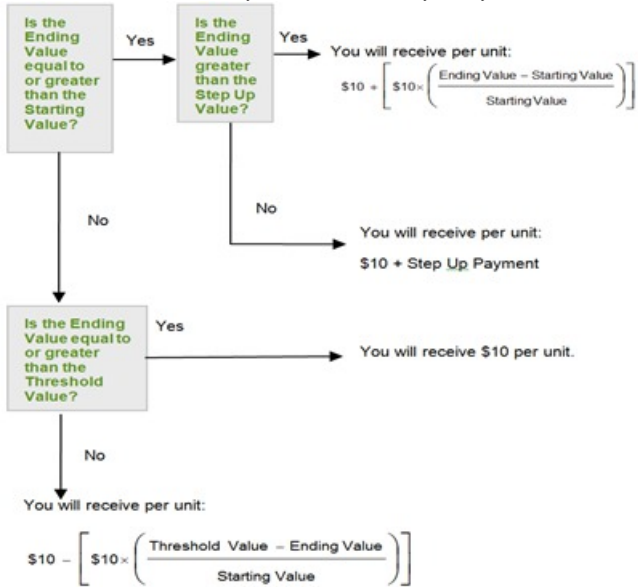 Is the
Ending
Value
equal to
or greater
than the
Starting
Value?
Yes
Is the
Ending
Value
greater
than the
Step Up
Value?
Yes
You will receive per unit:
$10 + [ $10× ( Ending Value – Starting Value
Starting Value ) ]
No
No
You will receive per unit:
$10 + Step Up Payment
Is the Ending
Value equal to
or greater
than the
Threshold
Value?
Yes
You will receive $10 per unit.
No
You will receive per unit:
$10 – [ $10× ( Threshold Value – Ending Value
Starting Value ) ]